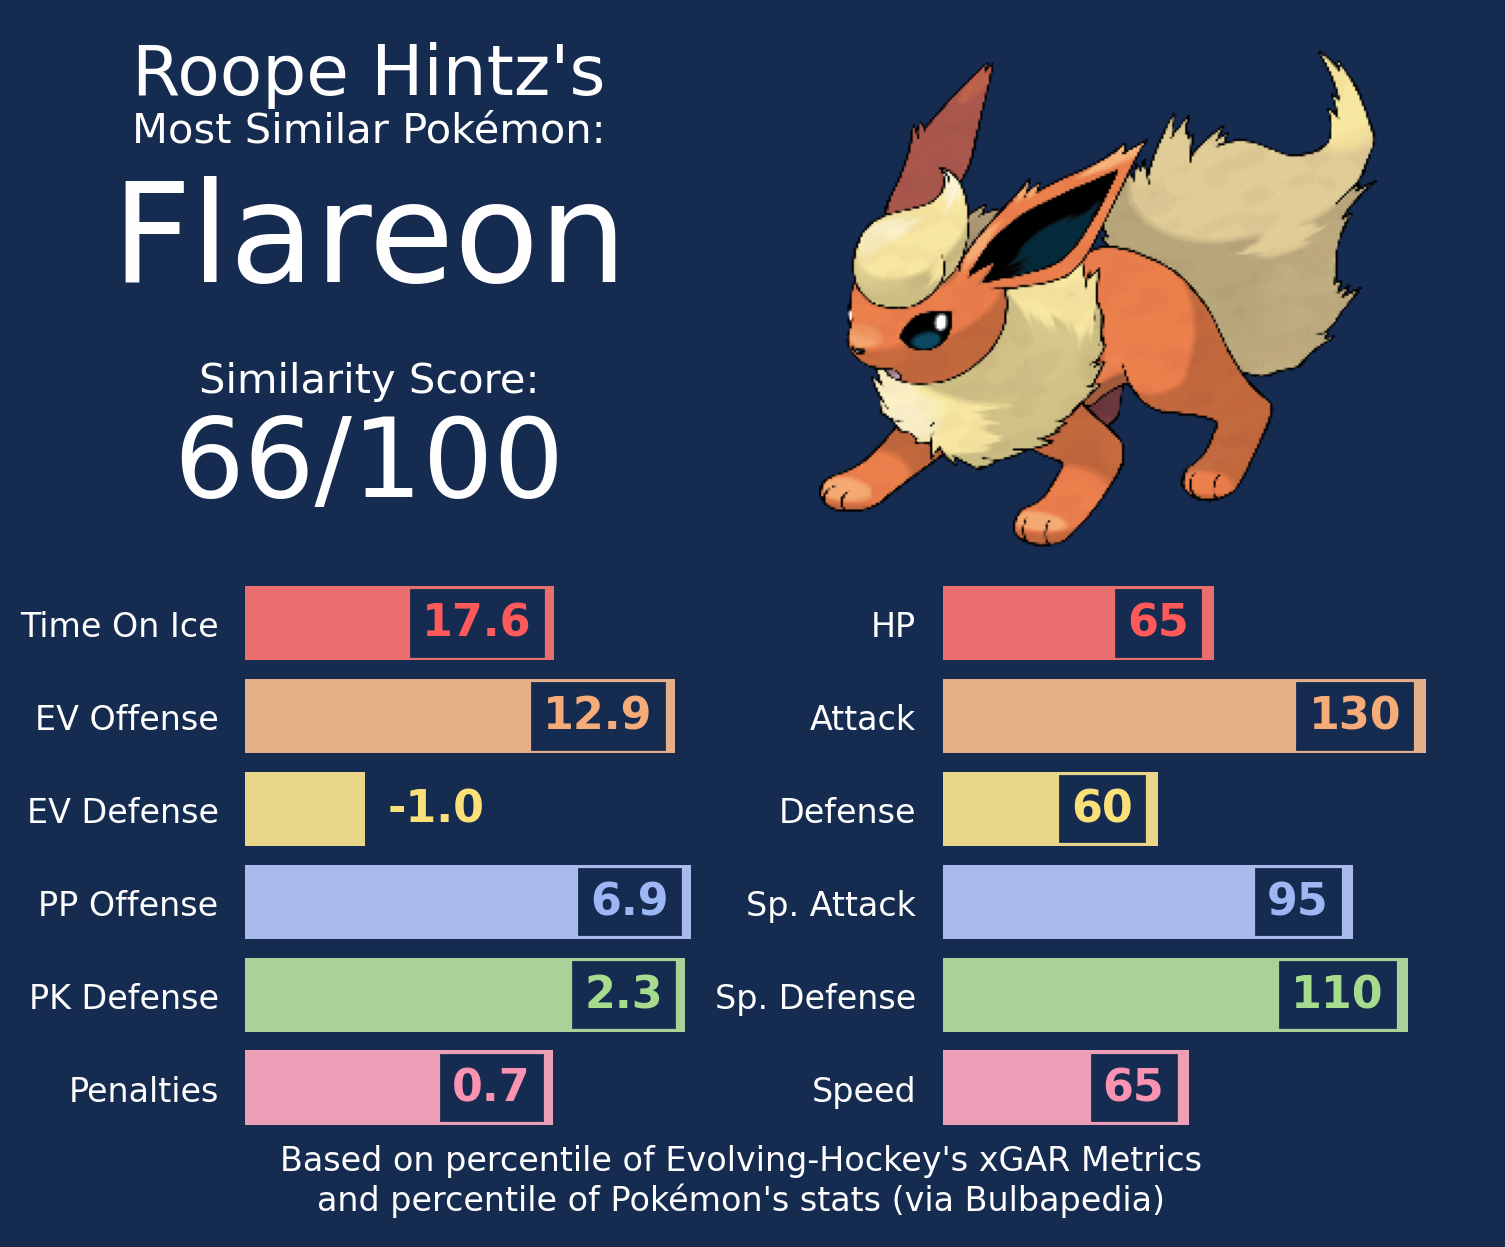 Roope Hintz's
Most Similar Pokémon:
Flareon
Similarity Score:
66/100
Time On Ice 17.6
EV Offense 12.9
EV Defense -1.0
PP Offense 6.9
PK Defense 2.3
Penalties 0.7
HP 65
Attack 130
Defense 60
Sp. Attack 95
Sp. Defense 110
Speed 65
Based on percentile of Evolving-Hockey's xGAR Metrics
and percentile of Pokémon's stats (via Bulbapedia)